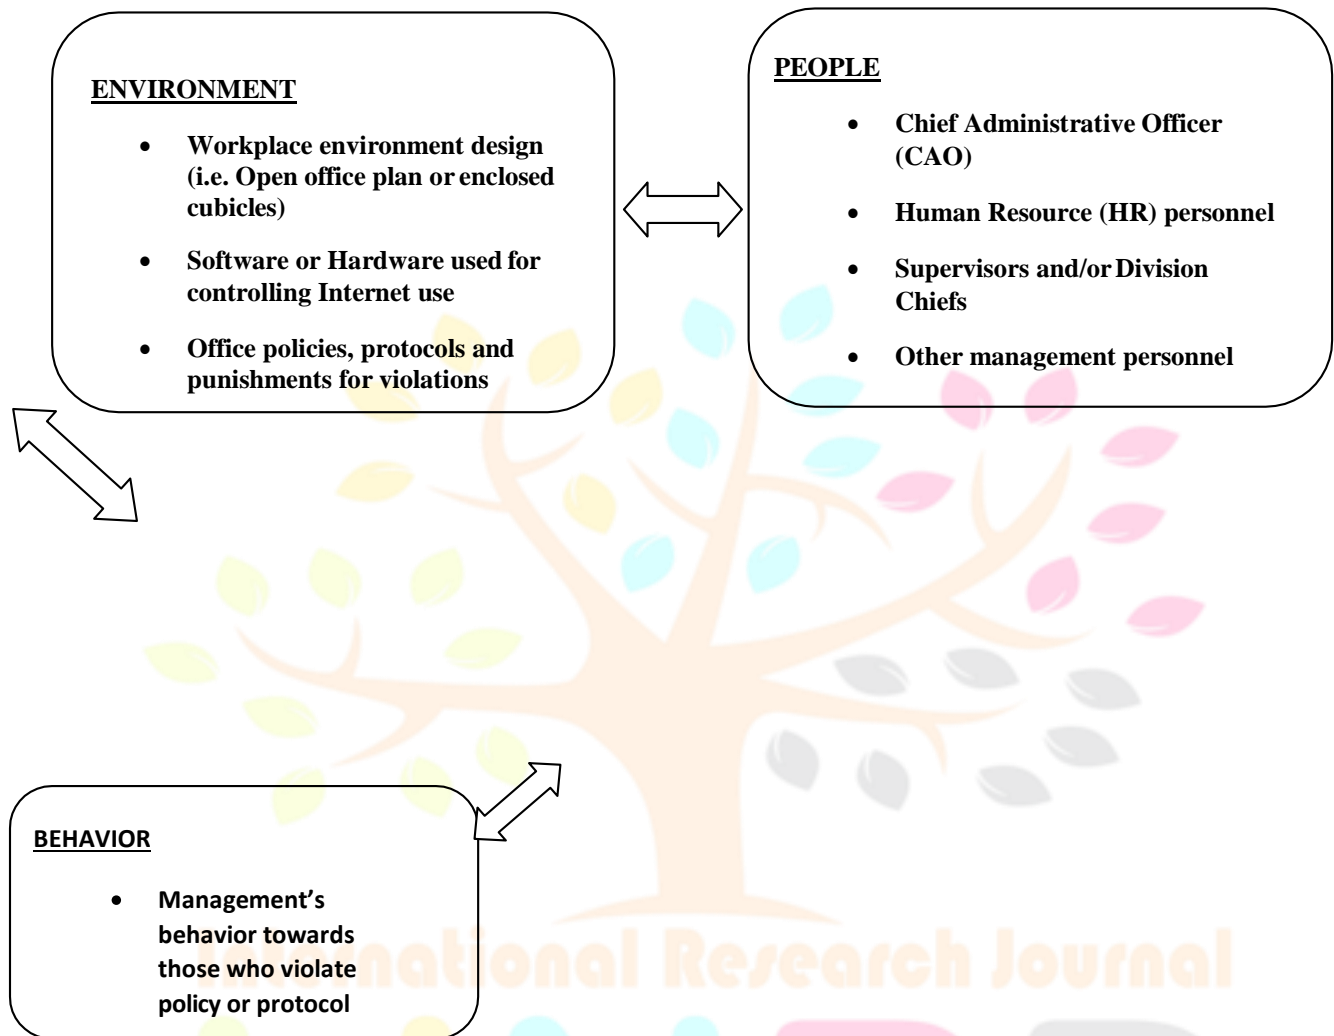 ENVIRONMENT
• Workplace environment design
(i.e. Open office plan or enclosed
cubicles)
• Software or Hardware used for
controlling Internet use
• Office policies, protocols and
punishments for violations
PEOPLE
• Chief Administrative Officer
(CAO)
• Human Resource (HR) personnel
• Supervisors and/or Division
Chiefs
• Other management personnel
BEHAVIOR
• Management’s
behavior towards
those who violate
policy or protocol
International Research Journal